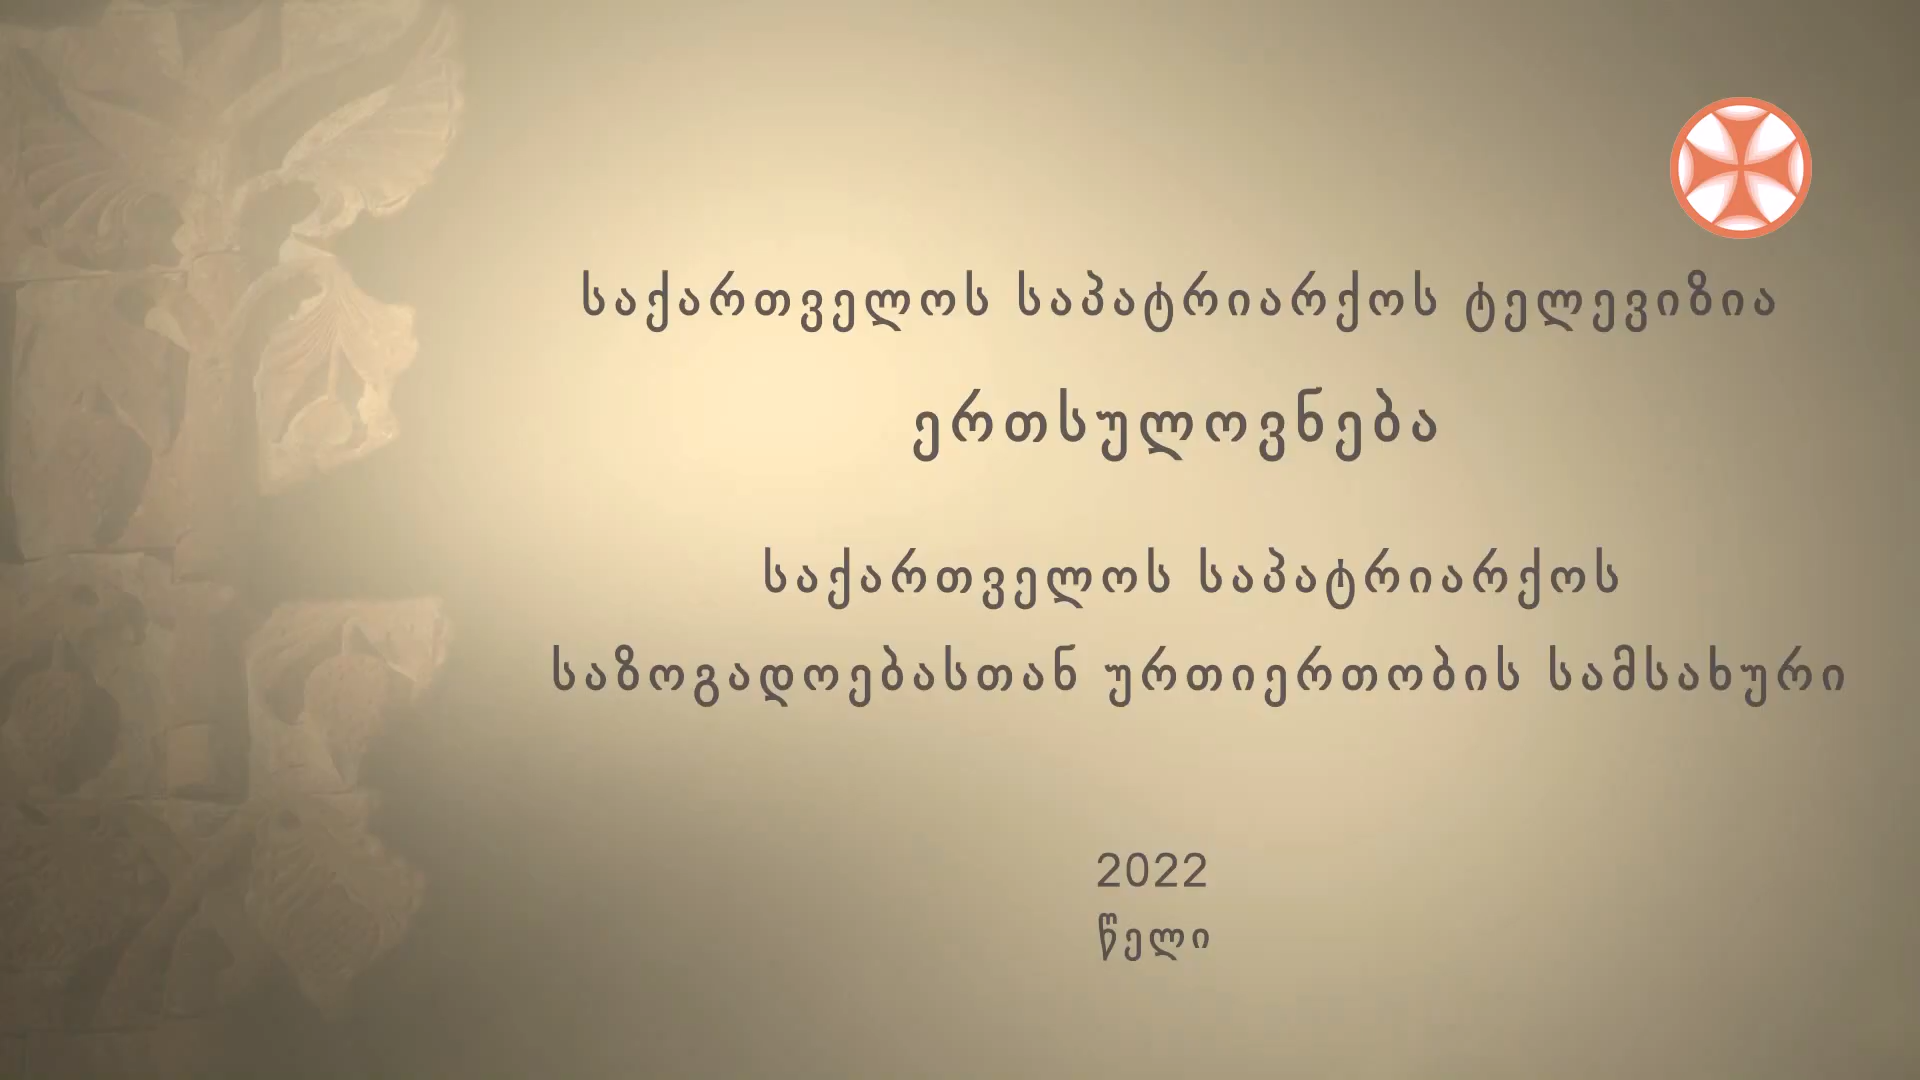 საქართველოს საპატრიარქოს ტელევიზია
ერთსულოვნება
საქართველოს საპატრიარქოს
საზოგადოებასთან ურთიერთობის სამსახური
2022
წელი